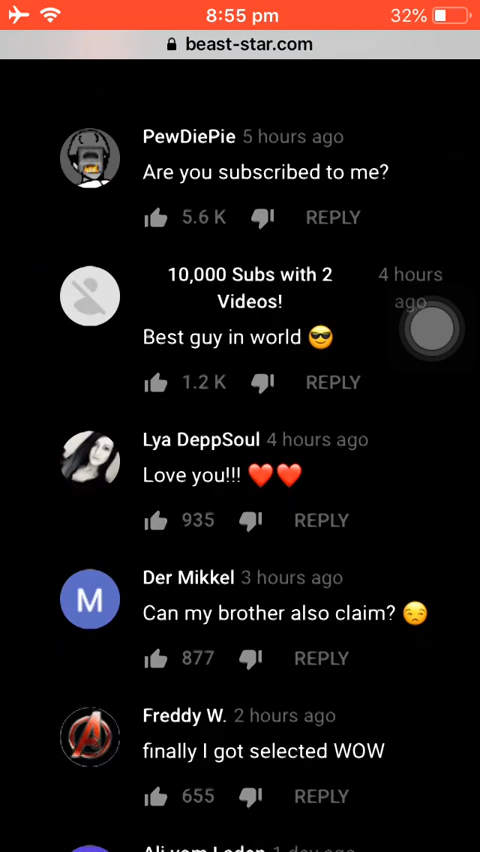 8:55 pm
32%
beast-star.com
PewDiePie 5 hours ago
Are you subscribed to me?
5.6 K REPLY
10,000 Subs with 2 4 hours
Videos! ago
Best guy in world 😎
1.2 K REPLY
Lya DeppSoul 4 hours ago
Love you!!! ❤️❤️
935 REPLY
M
Der Mikkel 3 hours ago
Can my brother also claim? 😒
877 REPLY
Freddy W. 2 hours ago
finally I got selected WOW
655 REPLY